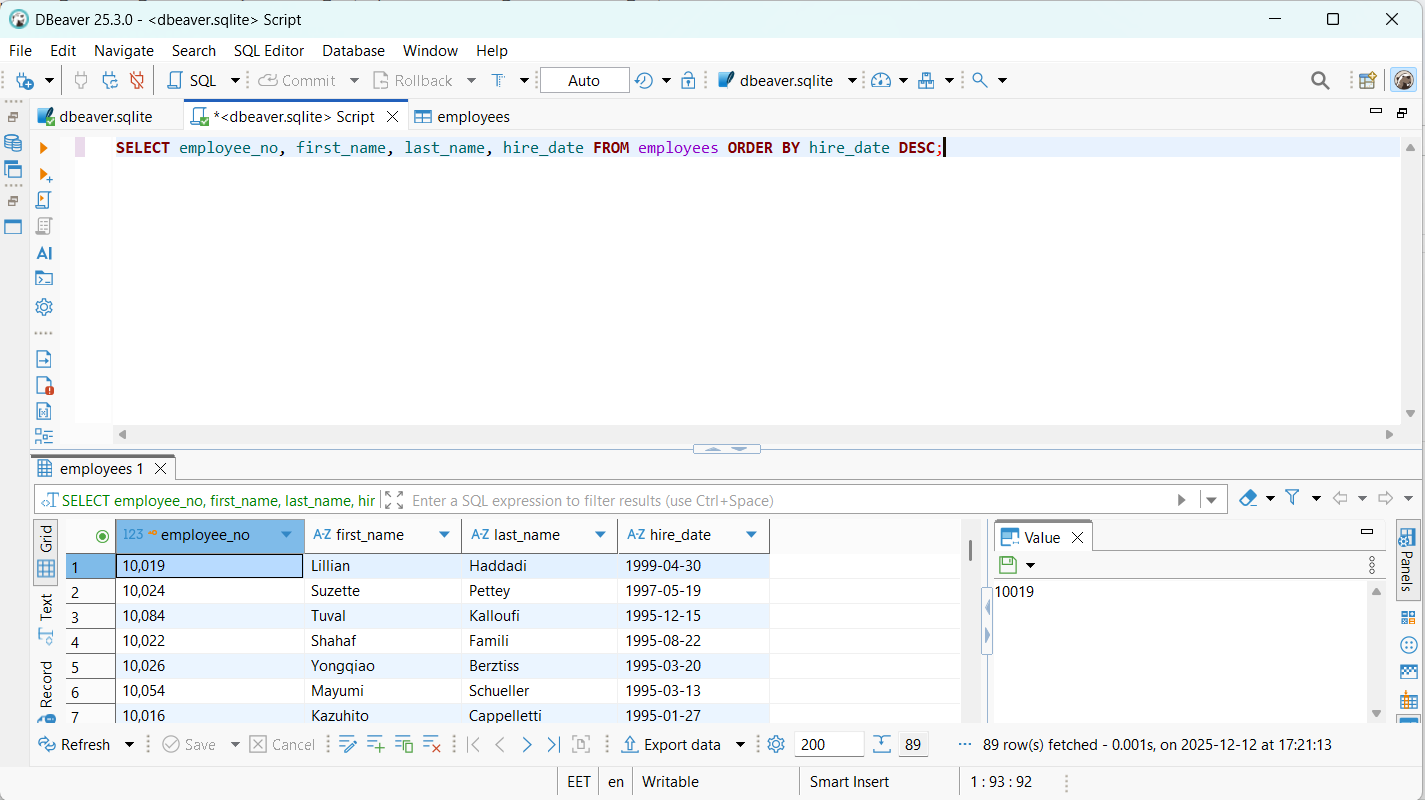 DBeaver 25.3.0 - <dbeaver.sqlite> Script
File Edit Navigate Search SQL Editor Database Window Help
SQL Commit Rollback T Auto dbeaver.sqlite
dbeaver.sqlite *<dbeaver.sqlite> Script employees
SELECT employee_no, first_name, last_name, hire_date FROM employees ORDER BY hire_date DESC;
AI
employees 1
SELECT employee_no, first_name, last_name, hir Enter a SQL expression to filter results (use Ctrl+Space)
Grid
Text
Record
123 employee_no A-Z first_name A-Z last_name A-Z hire_date
1 10,019 Lillian Haddadi 1999-04-30
2 10,024 Suzette Pettey 1997-05-19
3 10,084 Tuval Kalloufi 1995-12-15
4 10,022 Shahaf Famili 1995-08-22
5 10,026 Yongqiao Berztiss 1995-03-20
6 10,054 Mayumi Schueller 1995-03-13
7 10,016 Kazuhito Cappelletti 1995-01-27
Value
10019
Panels
Refresh Save Cancel Export data 200 89 ··· 89 row(s) fetched - 0.001s, on 2025-12-12 at 17:21:13
EET en Writable Smart Insert 1 : 93 : 92